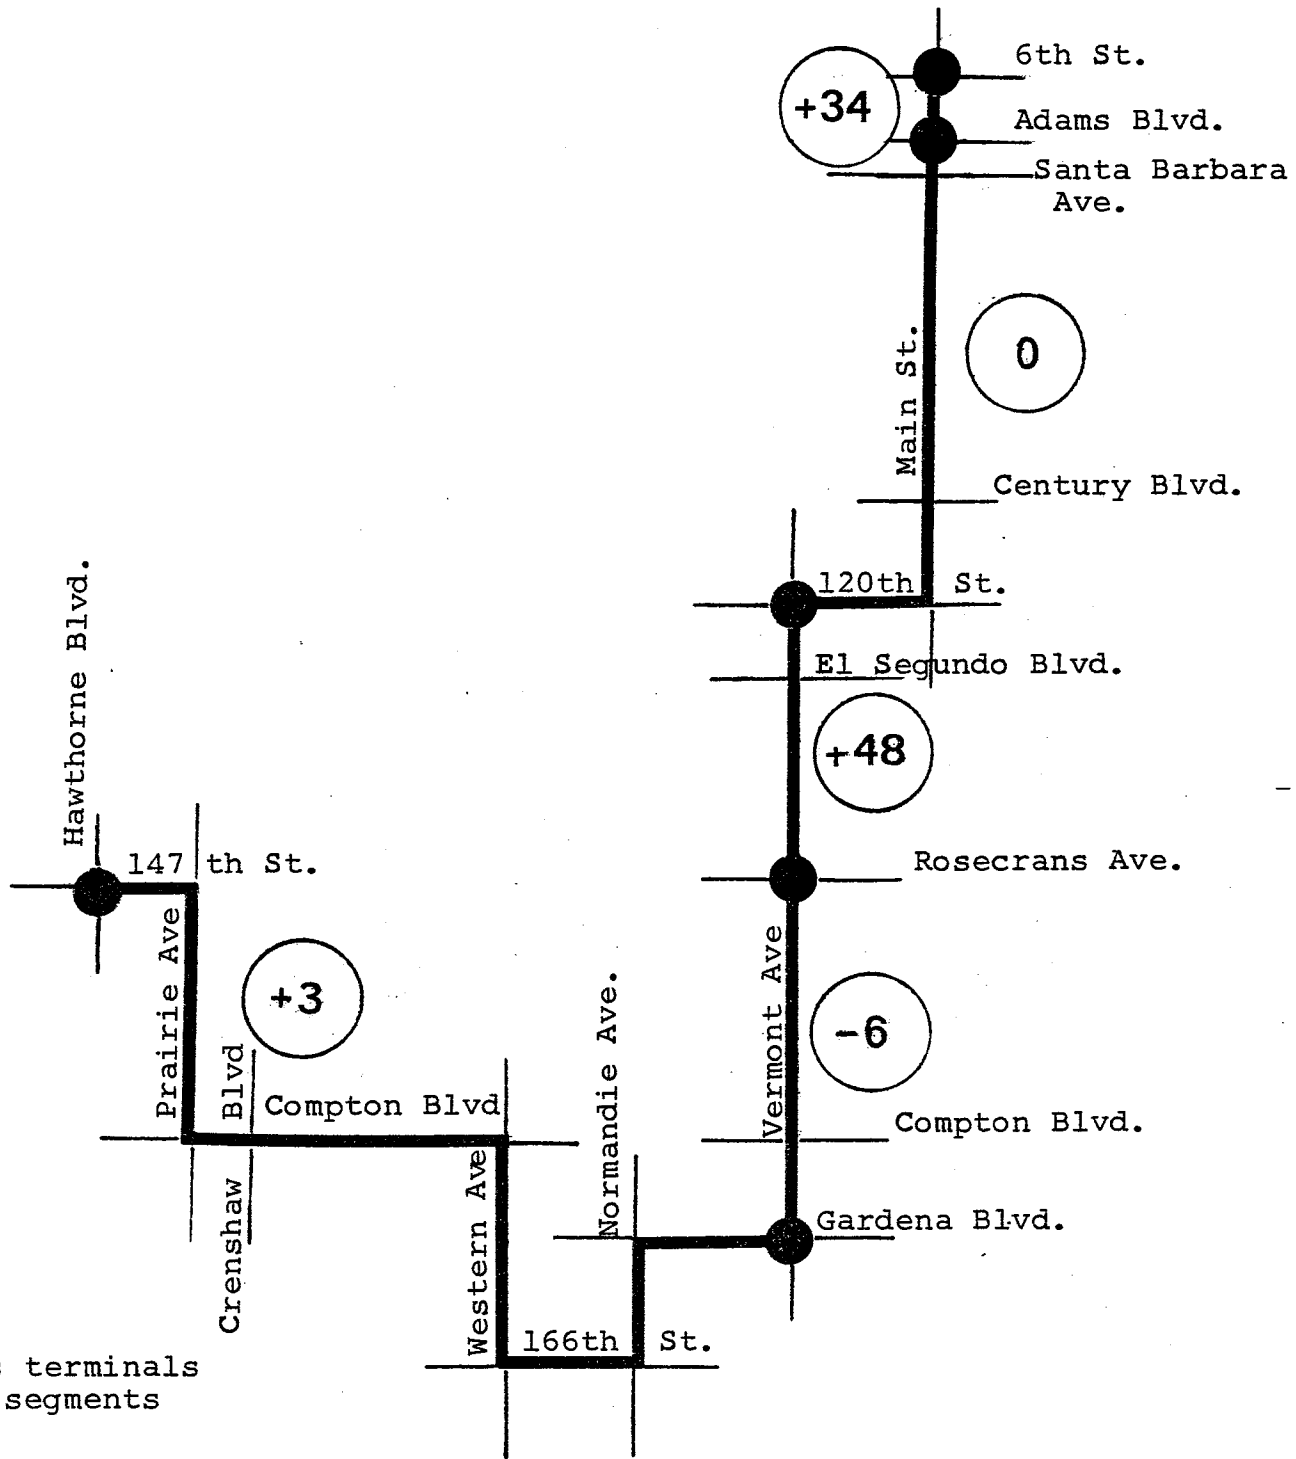 6th St.
+34
Adams Blvd.
Santa Barbara
Ave.
0
Main St.
Century Blvd.
120th St.
Hawthorne Blvd.
El Segundo Blvd.
+48
147 th St.
Rosecrans Ave.
Prairie Ave
+3
Normandie Ave.
Vermont Ave
-6
Crenshaw Blvd
Compton Blvd
Compton Blvd.
Western Ave
Gardena Blvd.
166th St.
terminals
segments